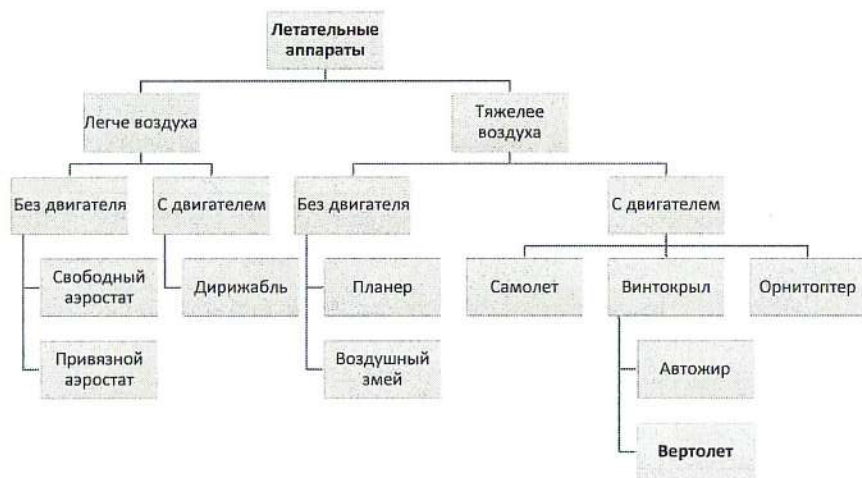 Летательные
аппараты
Легче воздуха
Тяжелее
воздуха
Без двигателя
С двигателем
Без двигателя
С двигателем
Свободный
аэростат
Дирижабль
Планер
Самолет
Винтокрыл
Орнитоптер
Привязной
аэростат
Воздушный
змей
Автожир
Вертолет